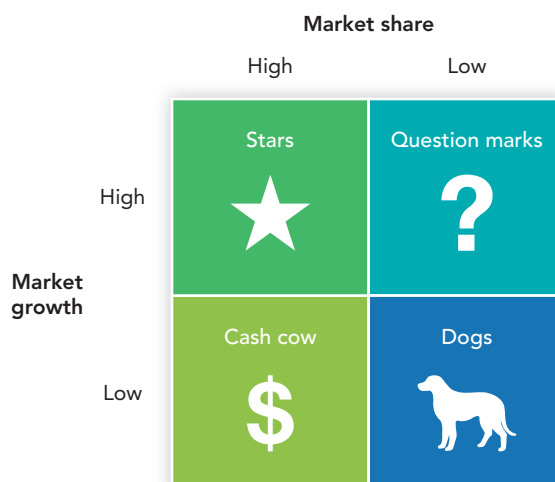 Market share
High Low
Stars Question marks
?
High
Market
growth
Cash cow Dogs
$
Low